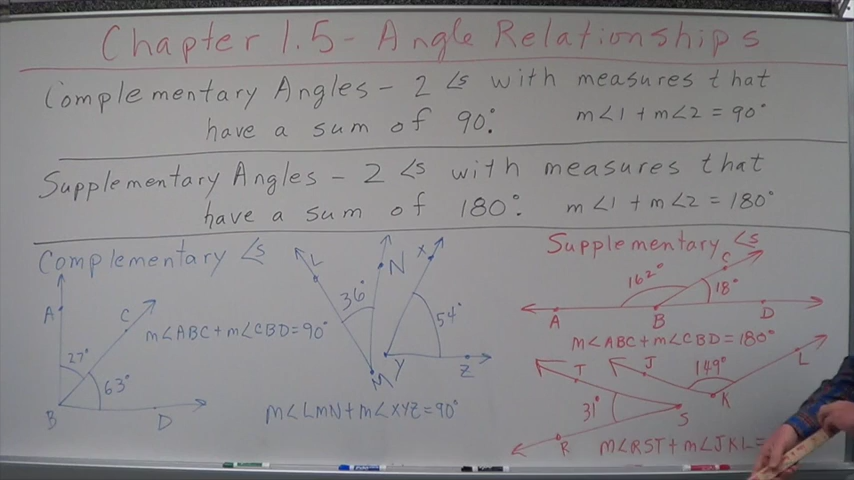 Chapter 1.5 - Angle Relationships
Complementary Angles - 2 ∠s with measures that
have a sum of 90°. m∠1 + m∠2 = 90°
Supplementary Angles - 2 ∠s with measures that
have a sum of 180°. m∠1 + m∠2 = 180°
Complementary ∠s
A
C
27°
63°
B
D
m∠ABC + m∠CBD = 90°
L
N
X
36°
54°
M
Y
Z
m∠LMN + m∠XYZ = 90°
Supplementary ∠s
C
162°
18°
A
B
D
m∠ABC + m∠CBD = 180°
T
J
149°
L
31°
K
S
R
m∠RST + m∠JKL =